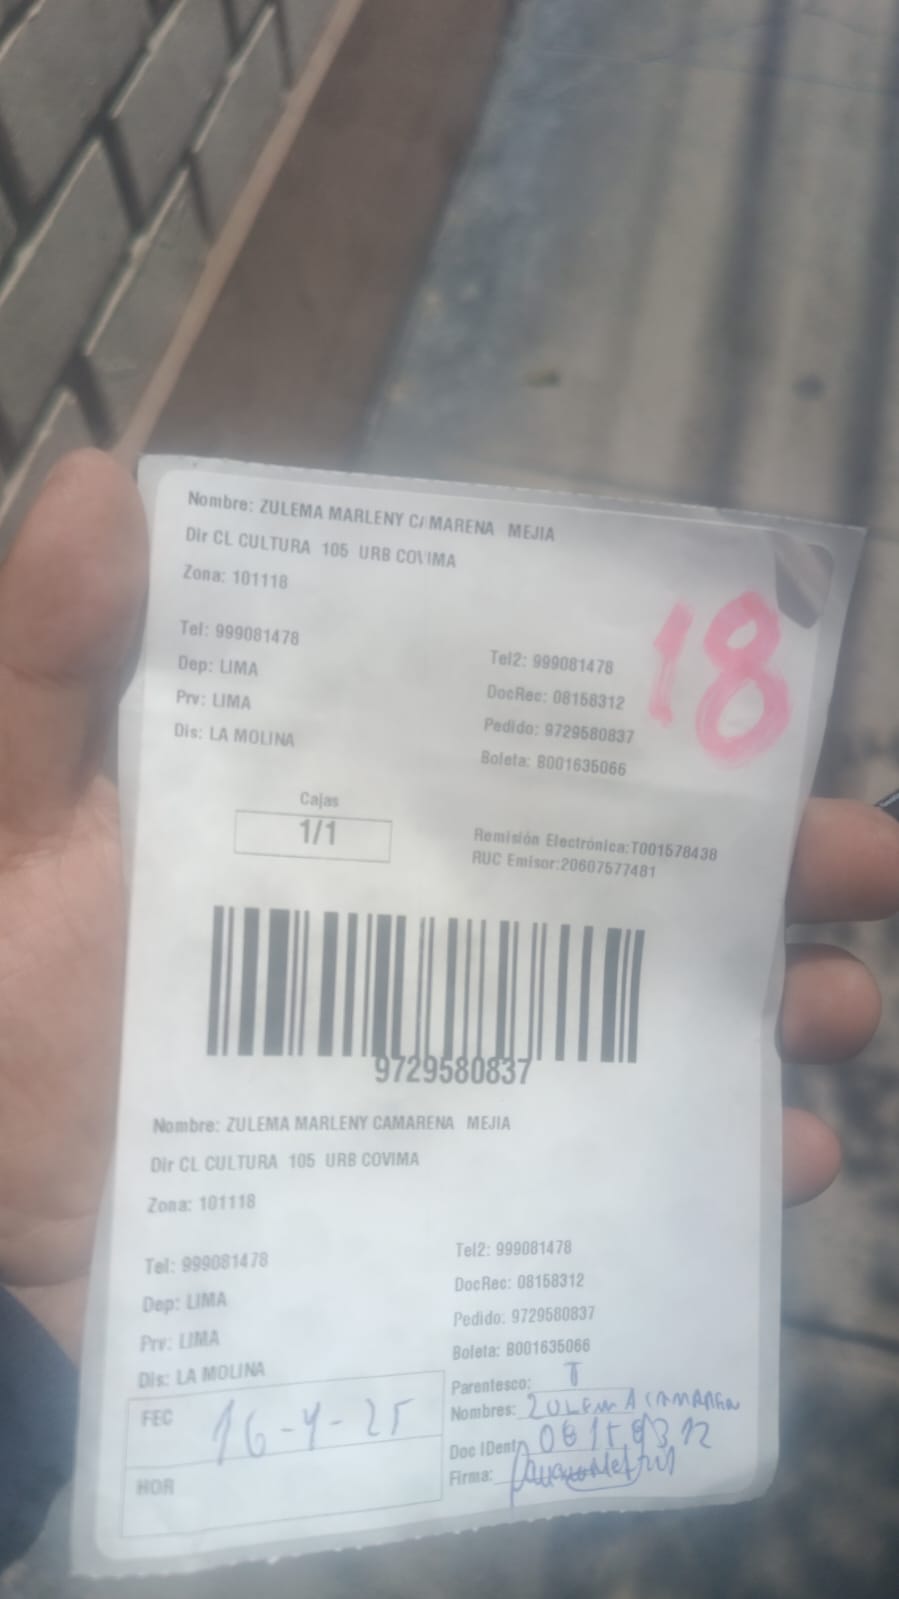 Nombre: ZULEMA MARLENY CAMARENA MEJIA
Dir CL CULTURA 105 URB COVIMA
Zona: 101118
18
Tel: 999081478
Tel2: 999081478
Dep: LIMA
DocRec: 08158312
Prv: LIMA
Pedido: 9729580837
Dis: LA MOLINA
Boleta: B001635066
Cajas
1/1
Remisión Electrónica:T001578438
RUC Emisor:20607577481
9729580837
Nombre: ZULEMA MARLENY CAMARENA MEJIA
Dir CL CULTURA 105 URB COVIMA
Zona: 101118
Tel: 999081478
Tel2: 999081478
Dep: LIMA
DocRec: 08158312
Prv: LIMA
Pedido: 9729580837
Dis: LA MOLINA
Boleta: B001635066
Parentesco: T
FEC 16-4-25
Nombres: ZULEMA CAMARENA
Doc IDent 08158312
HOR
Firma: